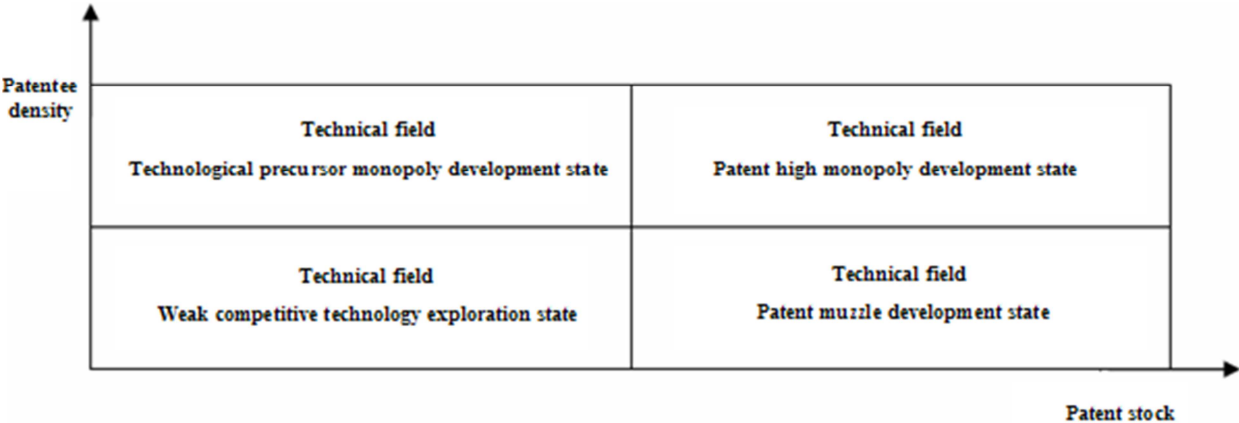 Patentee
density
Technical field
Technological precursor monopoly development state
Technical field
Patent high monopoly development state
Technical field
Weak competitive technology exploration state
Technical field
Patent muzzle development state
Patent stock